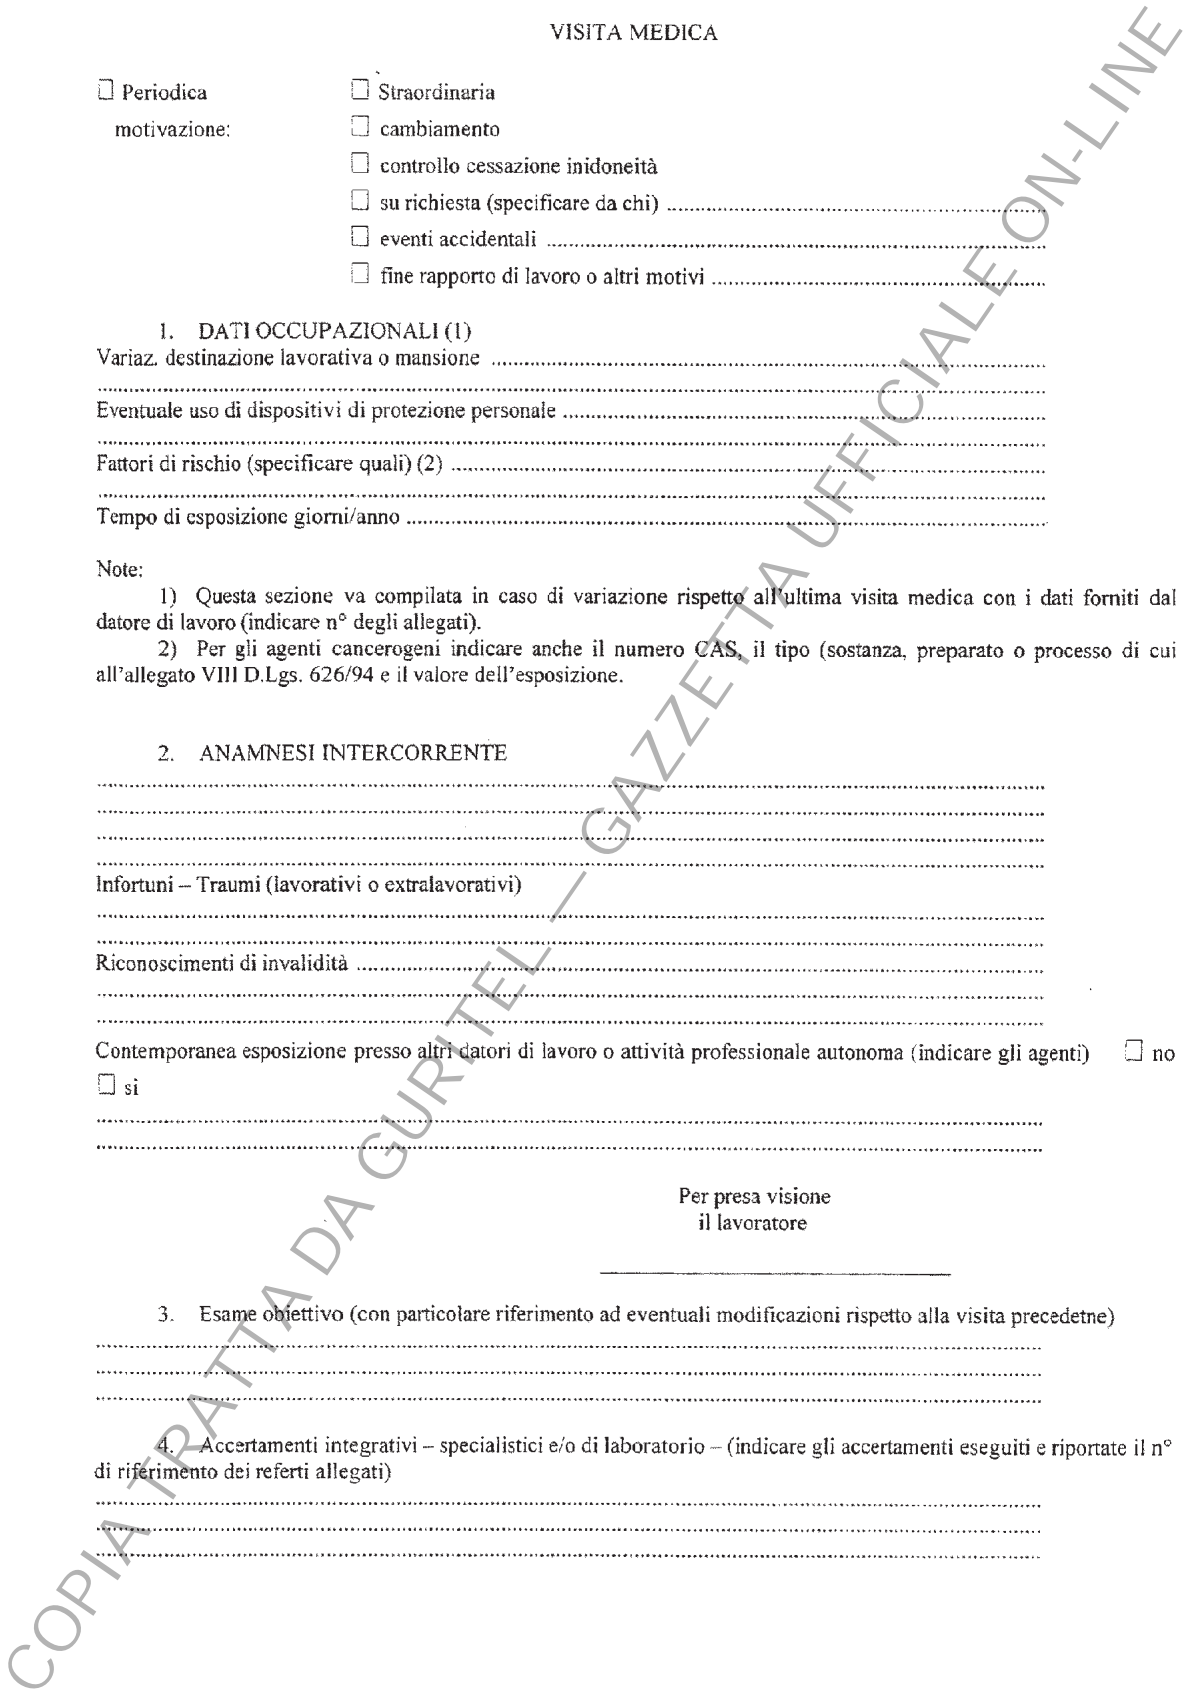 VISITA MEDICA
☐ Periodica ☐ Straordinaria
motivazione: ☐ cambiamento
☐ controllo cessazione inidoneità
☐ su richiesta (specificare da chi) ..........
☐ eventi accidentali ..........
☐ fine rapporto di lavoro o altri motivi ..........
1. DATI OCCUPAZIONALI (1)
Variaz. destinazione lavorativa o mansione ..........
..........
Eventuale uso di dispositivi di protezione personale ..........
..........
Fattori di rischio (specificare quali) (2) ..........
..........
Tempo di esposizione giorni/anno ..........
Note:
1) Questa sezione va compilata in caso di variazione rispetto all'ultima visita medica con i dati forniti dal
datore di lavoro (indicare n° degli allegati).
2) Per gli agenti cancerogeni indicare anche il numero CAS, il tipo (sostanza, preparato o processo di cui
all'allegato VIII D.Lgs. 626/94 e il valore dell'esposizione.
2. ANAMNESI INTERCORRENTE
..........
..........
..........
..........
Infortuni – Traumi (lavorativi o extralavorativi)
..........
..........
Riconoscimenti di invalidità ..........
..........
..........
Contemporanea esposizione presso altri datori di lavoro o attività professionale autonoma (indicare gli agenti) ☐ no
☐ si
..........
..........
Per presa visione
il lavoratore
__________
3. Esame obiettivo (con particolare riferimento ad eventuali modificazioni rispetto alla visita precedetne)
..........
..........
..........
4. Accertamenti integrativi – specialistici e/o di laboratorio – (indicare gli accertamenti eseguiti e riportate il n°
di riferimento dei referti allegati)
..........
..........
..........
COPIA TRATTA DA GURITEL — GAZZETTA UFFICIALE ON-LINE